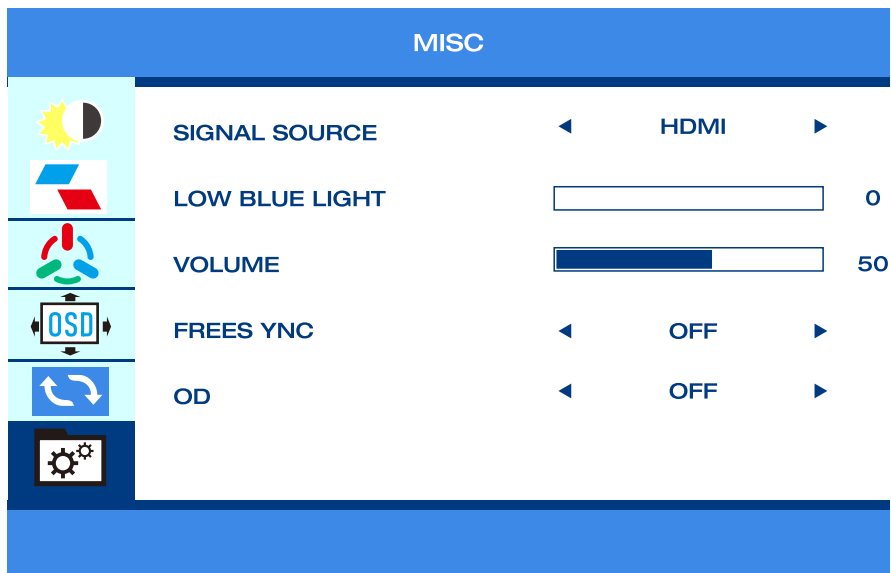 MISC
SIGNAL SOURCE HDMI
LOW BLUE LIGHT 0
VOLUME 50
OSD
FREES YNC OFF
OD OFF